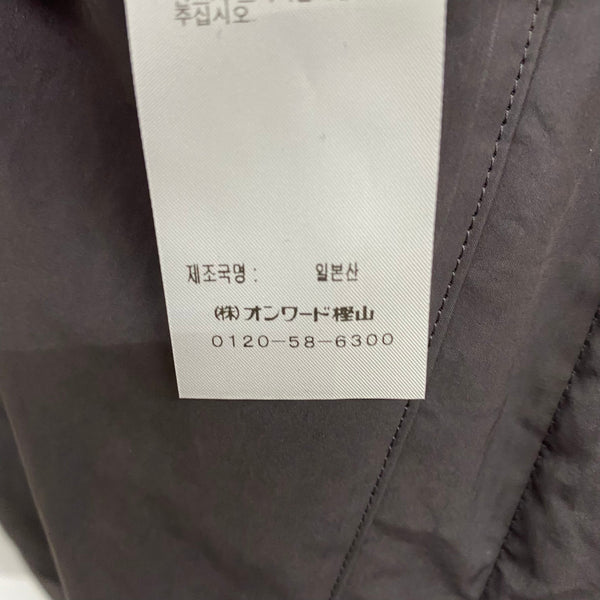 주십시오
제조국명 : 일본산
(株)オンワード樫山
0120-58-6300